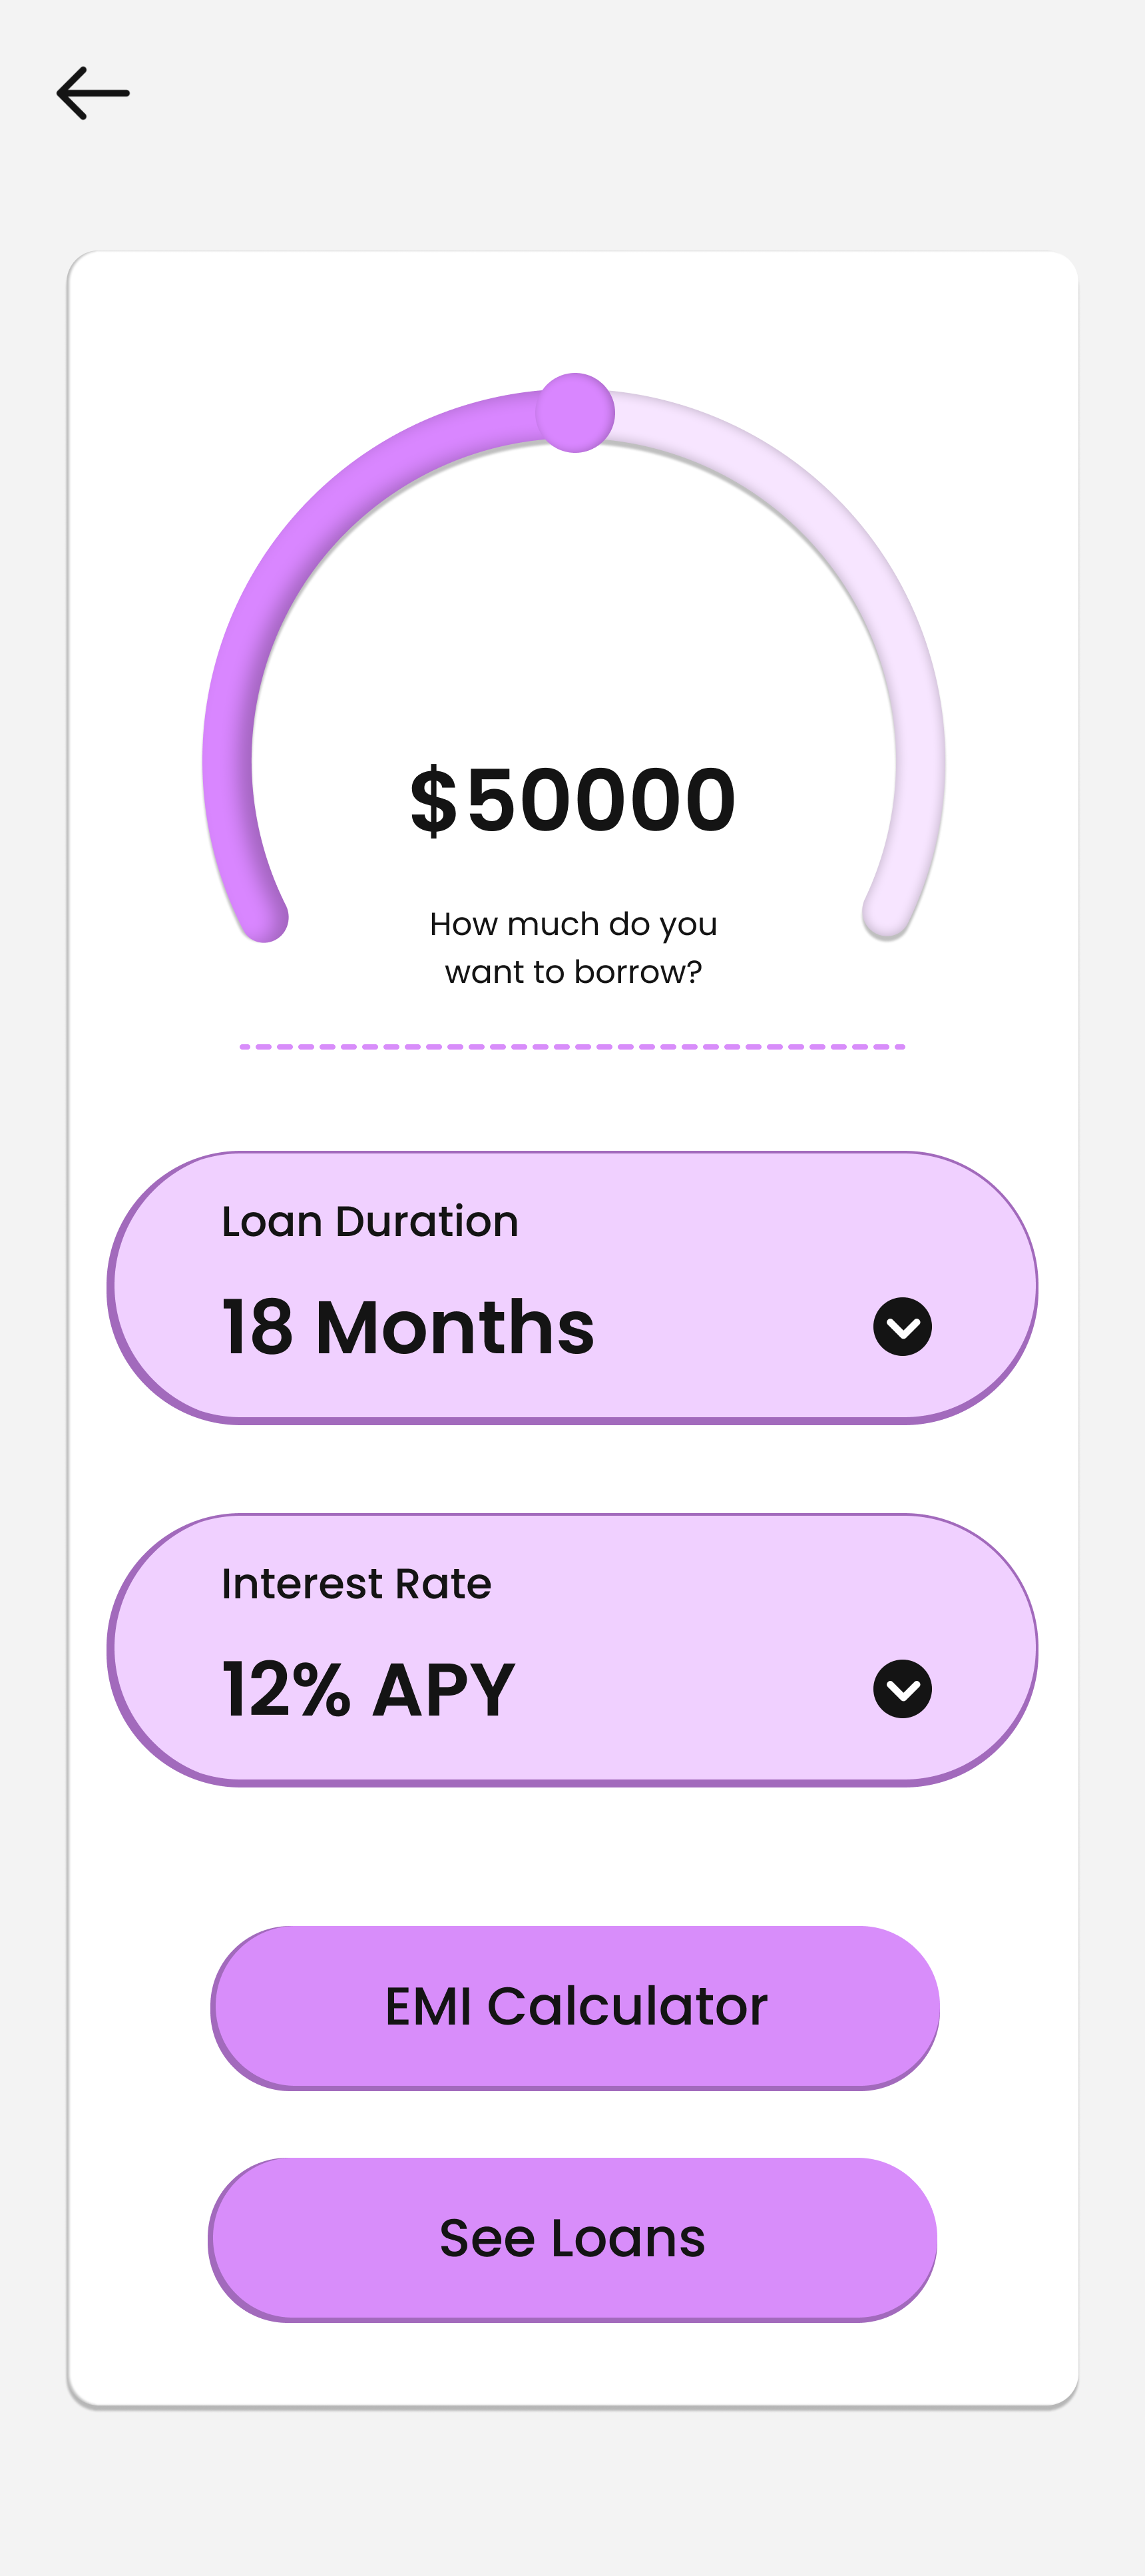 $50000
How much do you
want to borrow?
Loan Duration
18 Months
Interest Rate
12% APY
EMI Calculator
See Loans